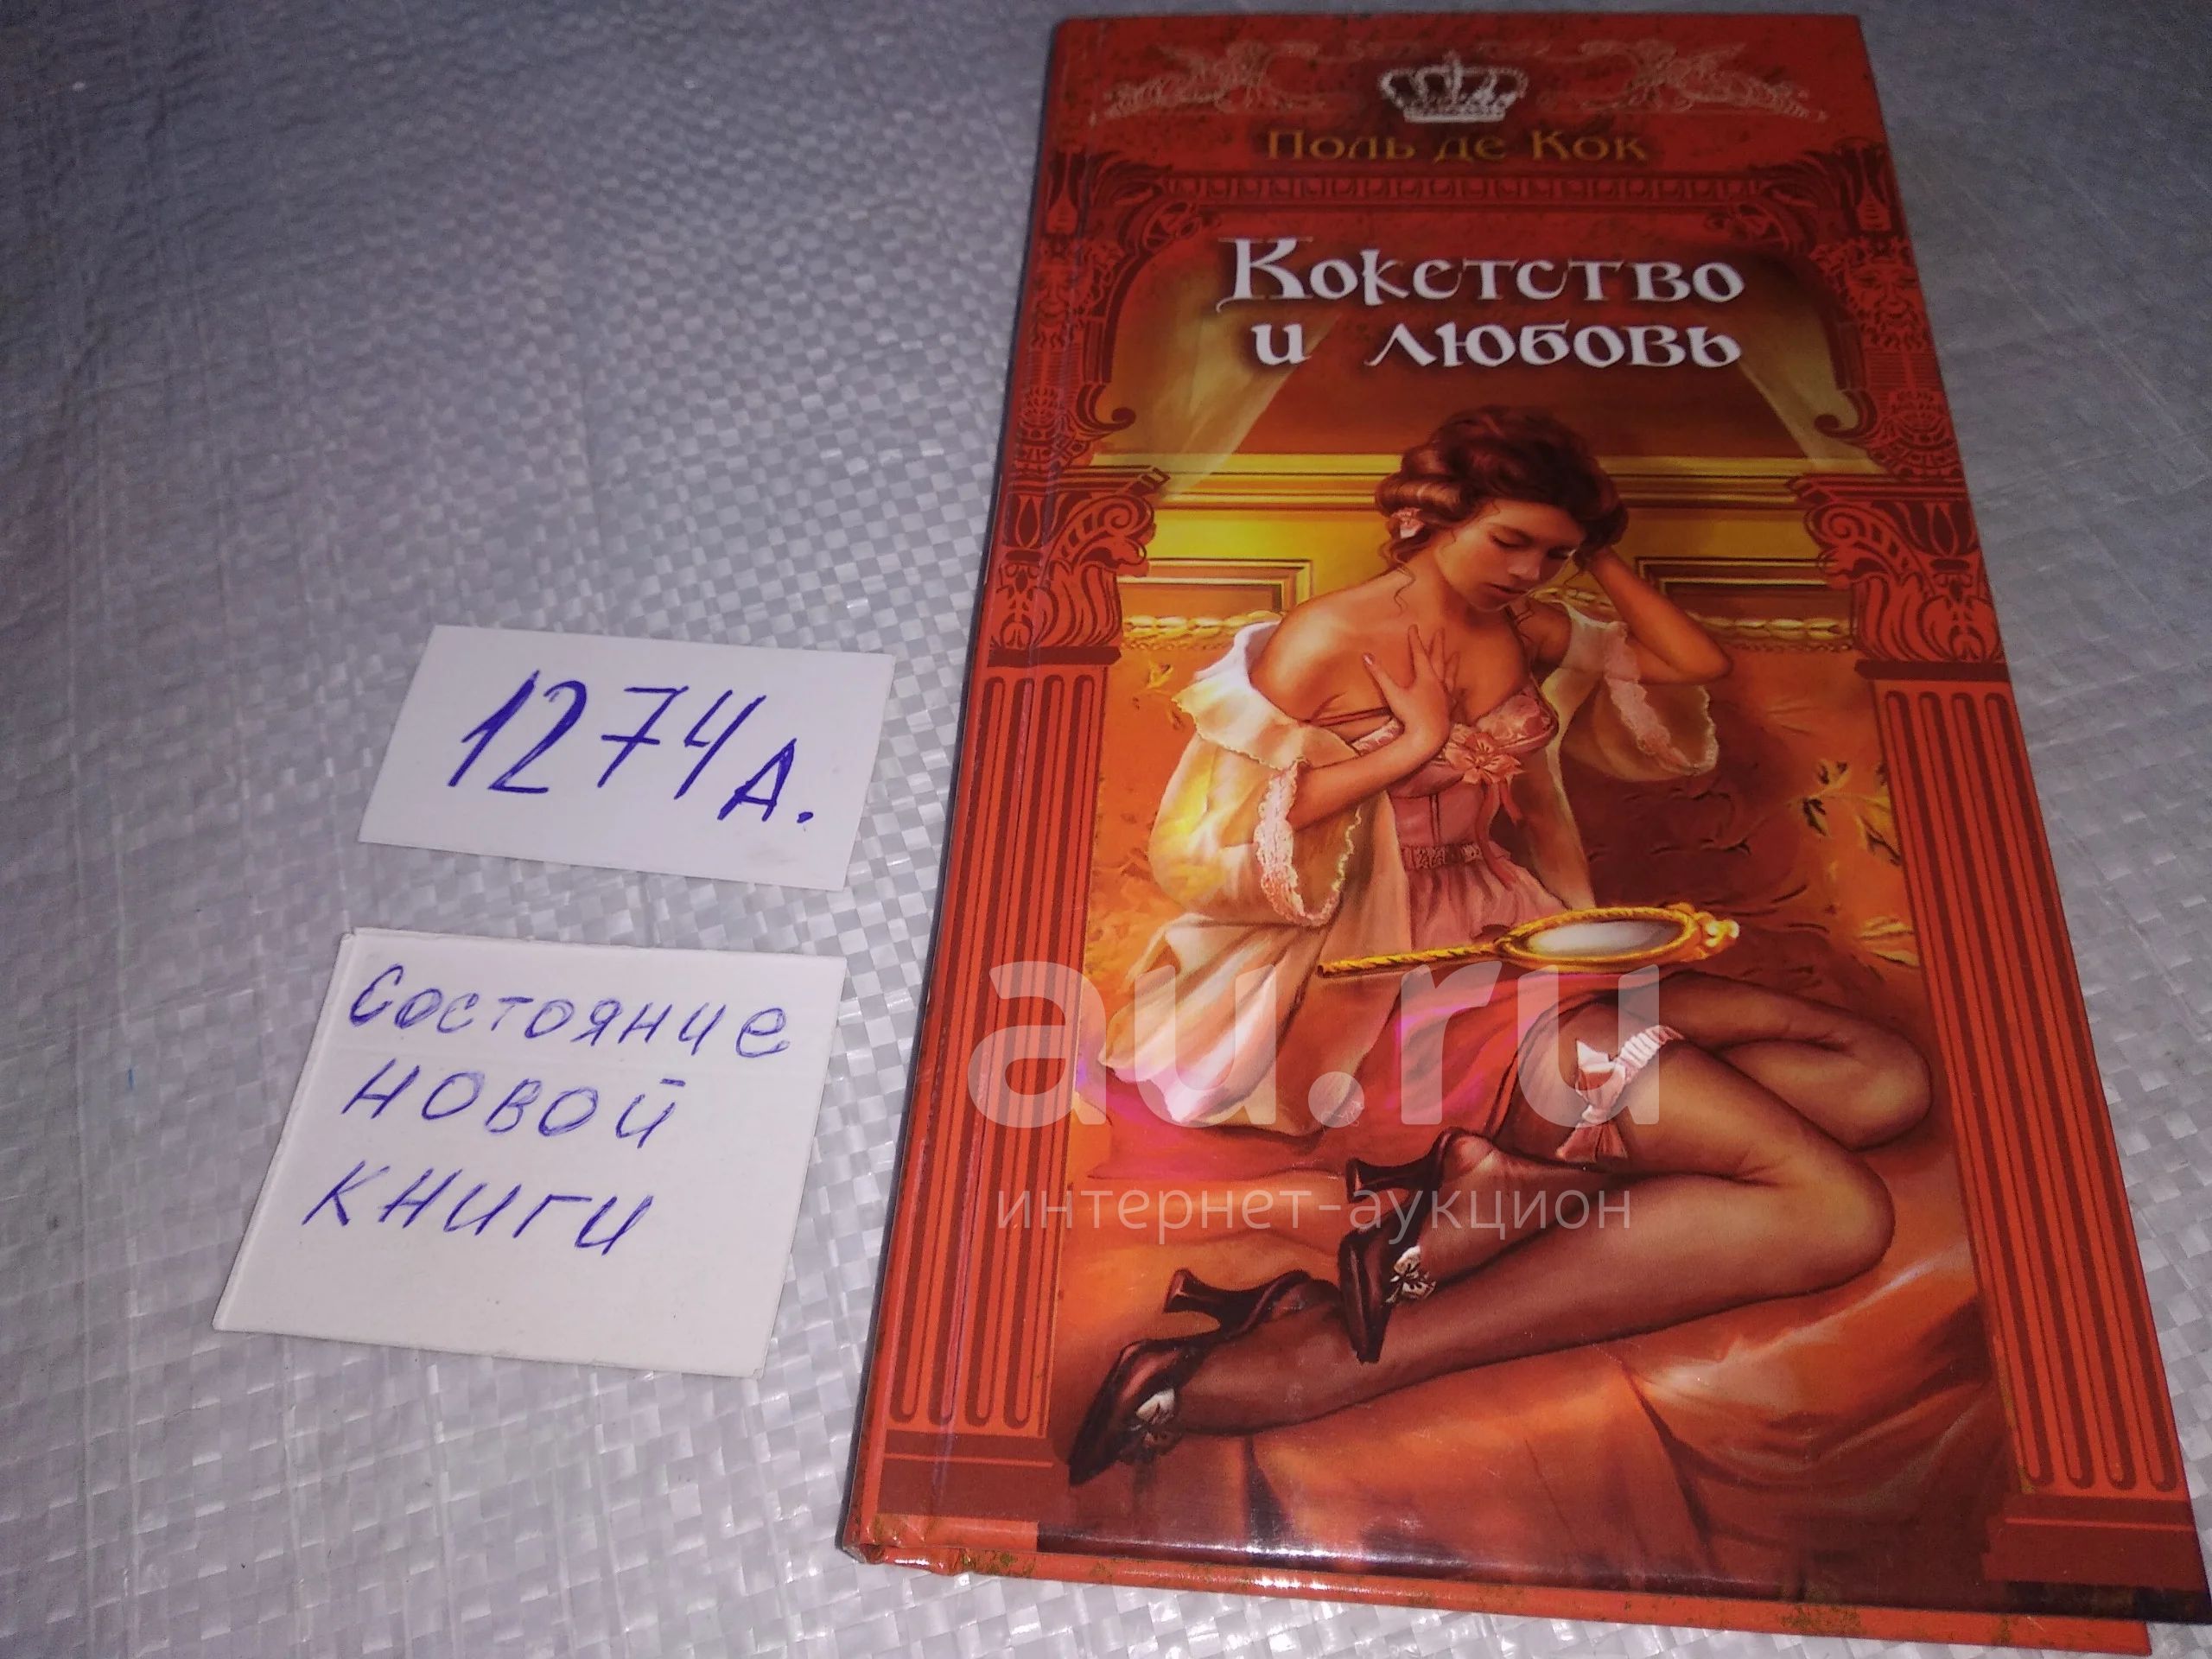 Поль де Кок
Кокетство
и любовь
1274А.
Состояние
новой
книги
au.ru
интернет-аукцион